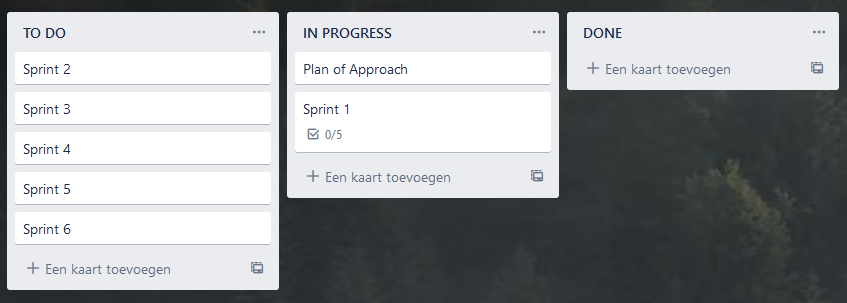 TO DO
Sprint 2
Sprint 3
Sprint 4
Sprint 5
Sprint 6
Een kaart toevoegen
IN PROGRESS
Plan of Approach
Sprint 1
0/5
Een kaart toevoegen
DONE
Een kaart toevoegen